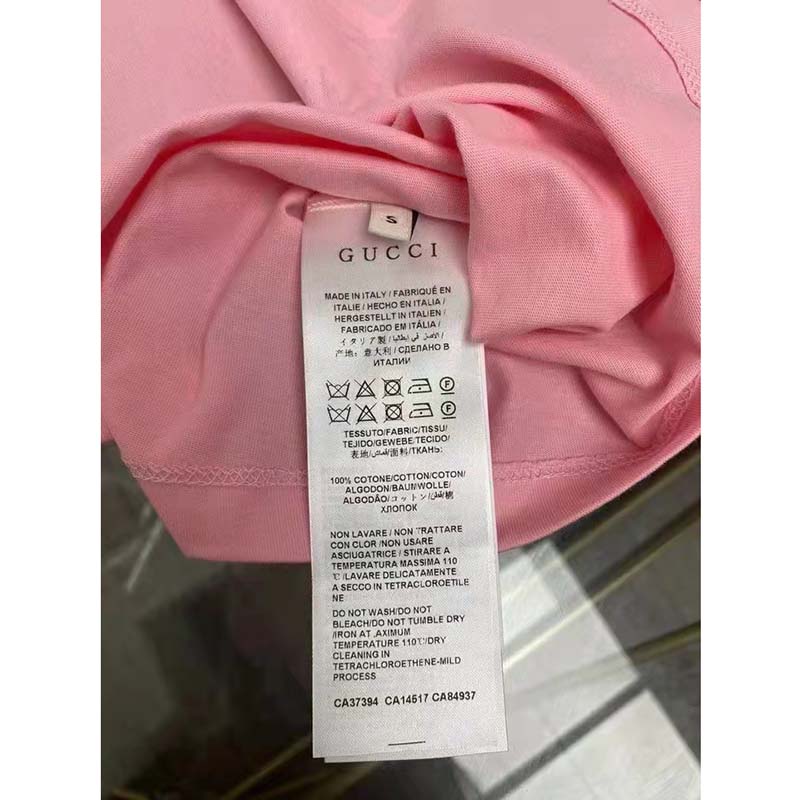 S
GUCCI
MADE IN ITALY / FABRIQUÉ EN
ITALIE / HECHO EN ITALIA /
HERGESTELLT IN ITALIEN /
FABRICADO EM ITÁLIA /
イタリア製 / الأصل في إيطاليا /
产地: 意大利 / СДЕЛАНО В
ИТАЛИИ
F
F
TESSUTO/FABRIC/TISSU/
TEJIDO/GEWEBE/TECIDO/
表地/قماش/面料/ТКАНЬ:
100% COTONE/COTTON/COTON/
ALGODON/BAUMWOLLE/
ALGODÃO/コットン/قطن/棉
ХЛОПОК
NON LAVARE / NON TRATTARE
CON CLOR /NON USARE
ASCIUGATRICE / STIRARE A
TEMPERATURA MASSIMA 110
℃/LAVARE DELICATAMENTE
A SECCO IN TETRACLOROETILE
NE
DO NOT WASH/DO NOT
BLEACH/DO NOT TUMBLE DRY
/IRON AT .AXIMUM
TEMPERATURE 110℃/DRY
CLEANING IN
TETRACHLOROETHENE-MILD
PROCESS
CA37394 CA14517 CA84937